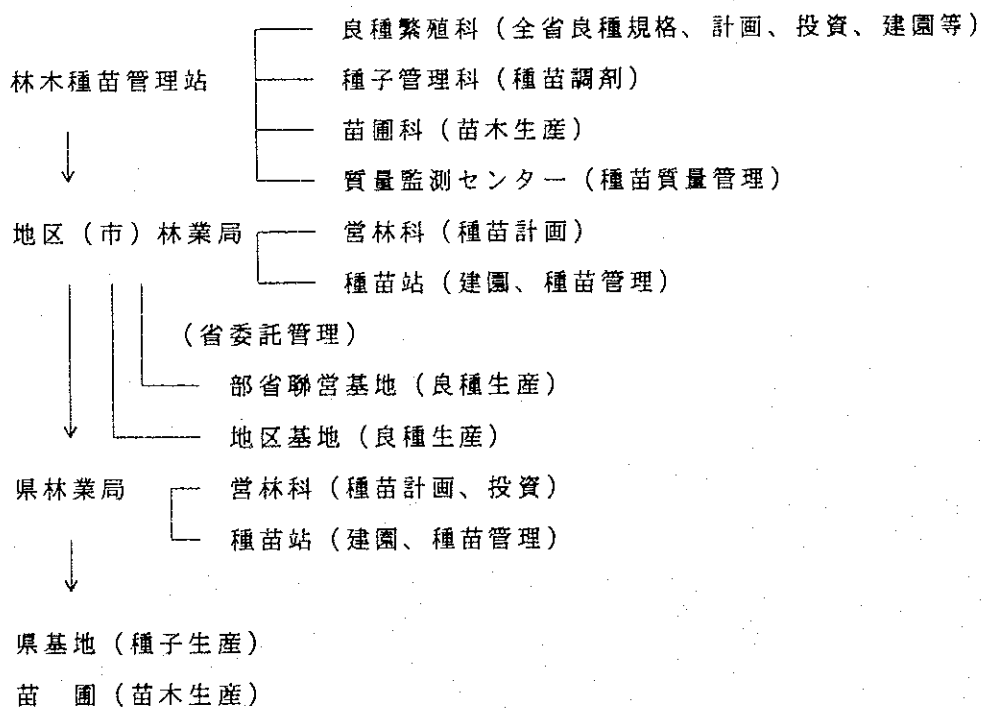 良種繁殖科（全省良種規格、計画、投資、建園等）
林木種苗管理站
種子管理科（種苗調剤）
苗圃科（苗木生産）
質量監測センター（種苗質量管理）
地区（市）林業局
営林科（種苗計画）
種苗站（建園、種苗管理）
（省委託管理）
部省聯営基地（良種生産）
地区基地（良種生産）
県林業局
営林科（種苗計画、投資）
種苗站（建園、種苗管理）
県基地（種子生産）
苗　圃（苗木生産）